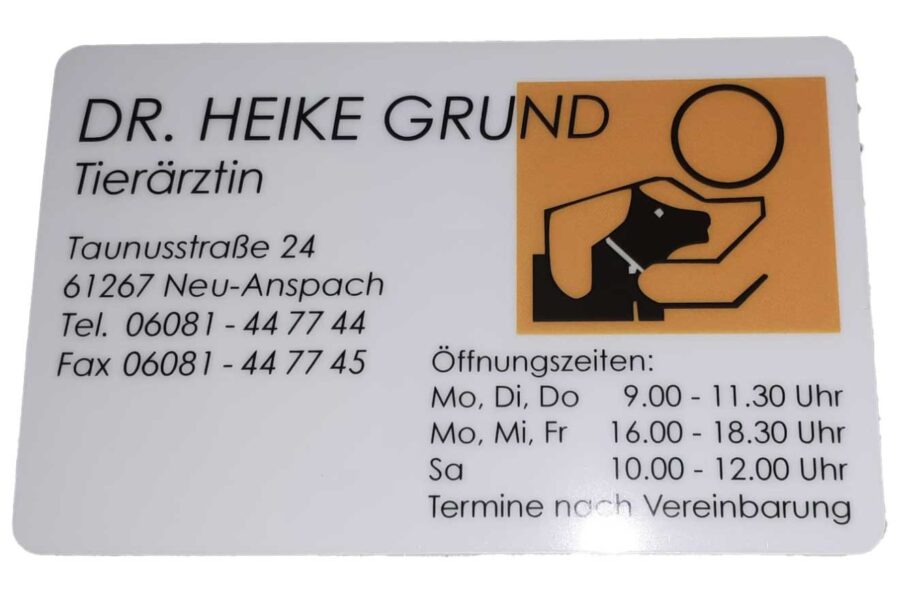 DR. HEIKE GRUND
Tierärztin
Taunusstraße 24
61267 Neu-Anspach
Tel. 06081 - 44 77 44
Fax 06081 - 44 77 45
Öffnungszeiten:
Mo, Di, Do 9.00 - 11.30 Uhr
Mo, Mi, Fr 16.00 - 18.30 Uhr
Sa 10.00 - 12.00 Uhr
Termine nach Vereinbarung